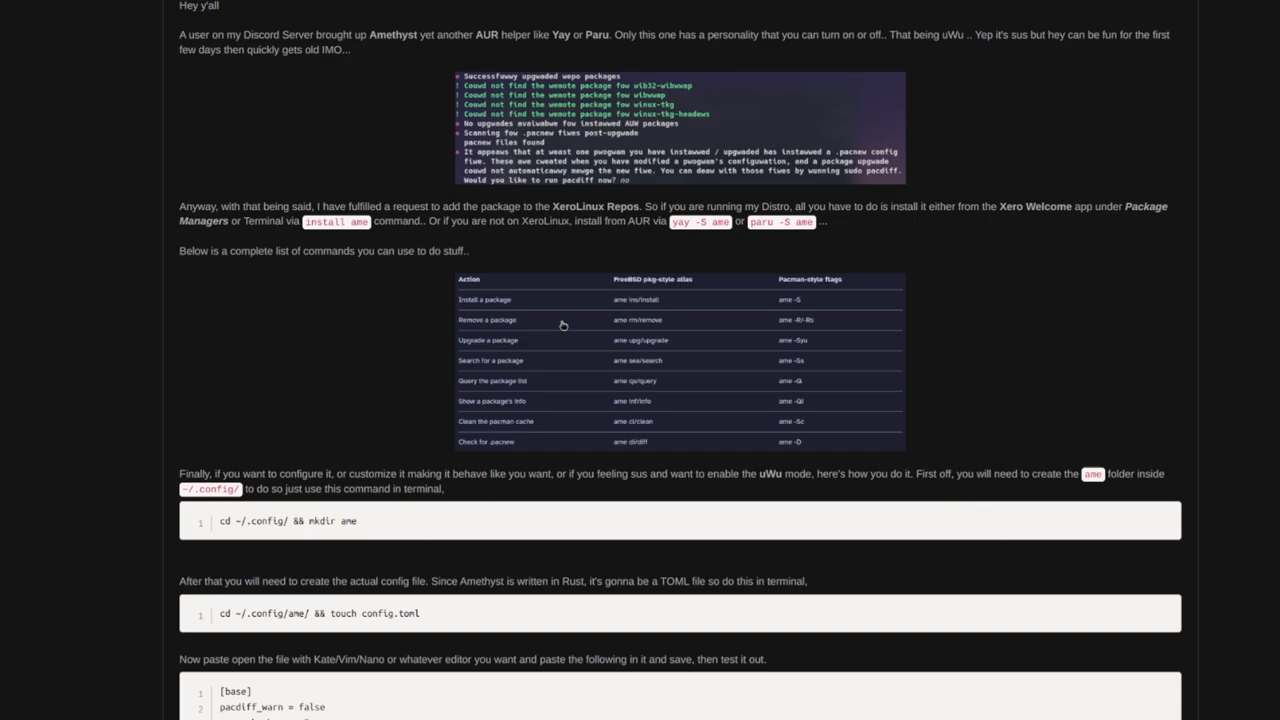 Hey y'all
A user on my Discord Server brought up Amethyst yet another AUR helper like Yay or Paru. Only this one has a personality that you can turn on or off.. That being uWu .. Yep it's sus but hey can be fun for the first
few days then quickly gets old IMO...
Successfuwwy upgwaded wepo packages
! Couwd not find the wemote package fow wib32-wibwwap
! Couwd not find the wemote package fow wibwwap
! Couwd not find the wemote package fow winux-tkg
! Couwd not find the wemote package fow winux-tkg-headews
No upgwades avaiwabwe fow instawwed AUW packages
Scanning fow .pacnew fiwes post-upgwade
pacnew files found
It appeaws that at weast one pwogwam you have instawwed / upgwaded has instawwed a .pacnew config
fiwe. These awe cweated when you have modified a pwogwam's configuwation, and a package upgwade
couwd not automaticawwy mewge the new fiwe. You can deaw with those fiwes by wunning sudo pacdiff.
Would you like to run pacdiff now? no
Anyway, with that being said, I have fulfilled a request to add the package to the XeroLinux Repos. So if you are running my Distro, all you have to do is install it either from the Xero Welcome app under Package
Managers or Terminal via install ame command.. Or if you are not on XeroLinux, install from AUR via yay -S ame or paru -S ame ...
Below is a complete list of commands you can use to do stuff..
Action FreeBSD pkg-style alias Pacman-style flags
Install a package ame ins/install ame -S
Remove a package ame rm/remove ame -R/-Rs
Upgrade a package ame upg/upgrade ame -Syu
Search for a package ame sea/search ame -Ss
Query the package list ame qu/query ame -Q
Show a package's info ame inf/info ame -Qi
Clean the pacman cache ame cl/clean ame -Sc
Check for .pacnew ame di/diff ame -D
Finally, if you want to configure it, or customize it making it behave like you want, or if you feeling sus and want to enable the uWu mode, here's how you do it. First off, you will need to create the ame folder inside
~/.config/ to do so just use this command in terminal,
1 cd ~/.config/ && mkdir ame
After that you will need to create the actual config file. Since Amethyst is written in Rust, it's gonna be a TOML file so do this in terminal,
1 cd ~/.config/ame/ && touch config.toml
Now paste open the file with Kate/Vim/Nano or whatever editor you want and paste the following in it and save, then test it out.
1 [base]
2 pacdiff_warn = false